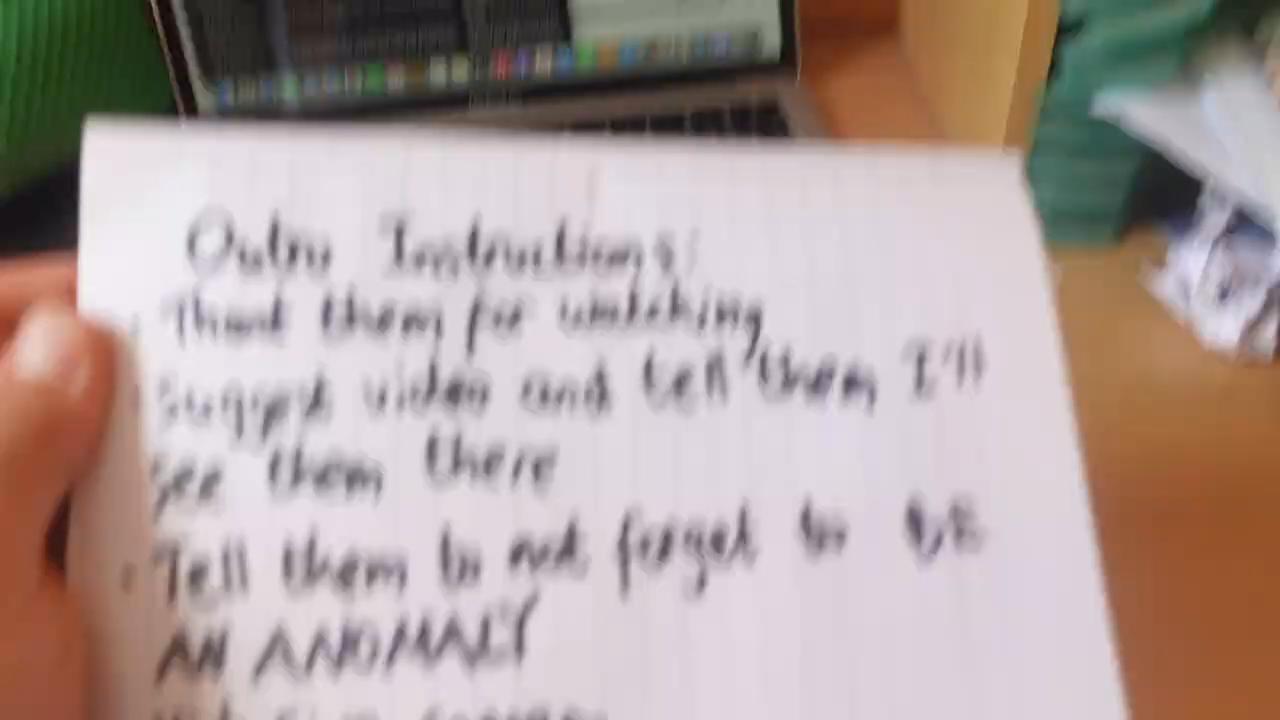 Outro Instructions:
Thank them for watching
Suggest video and tell them I'll
see them there
• Tell them to not forget to BE
AN ANOMALY